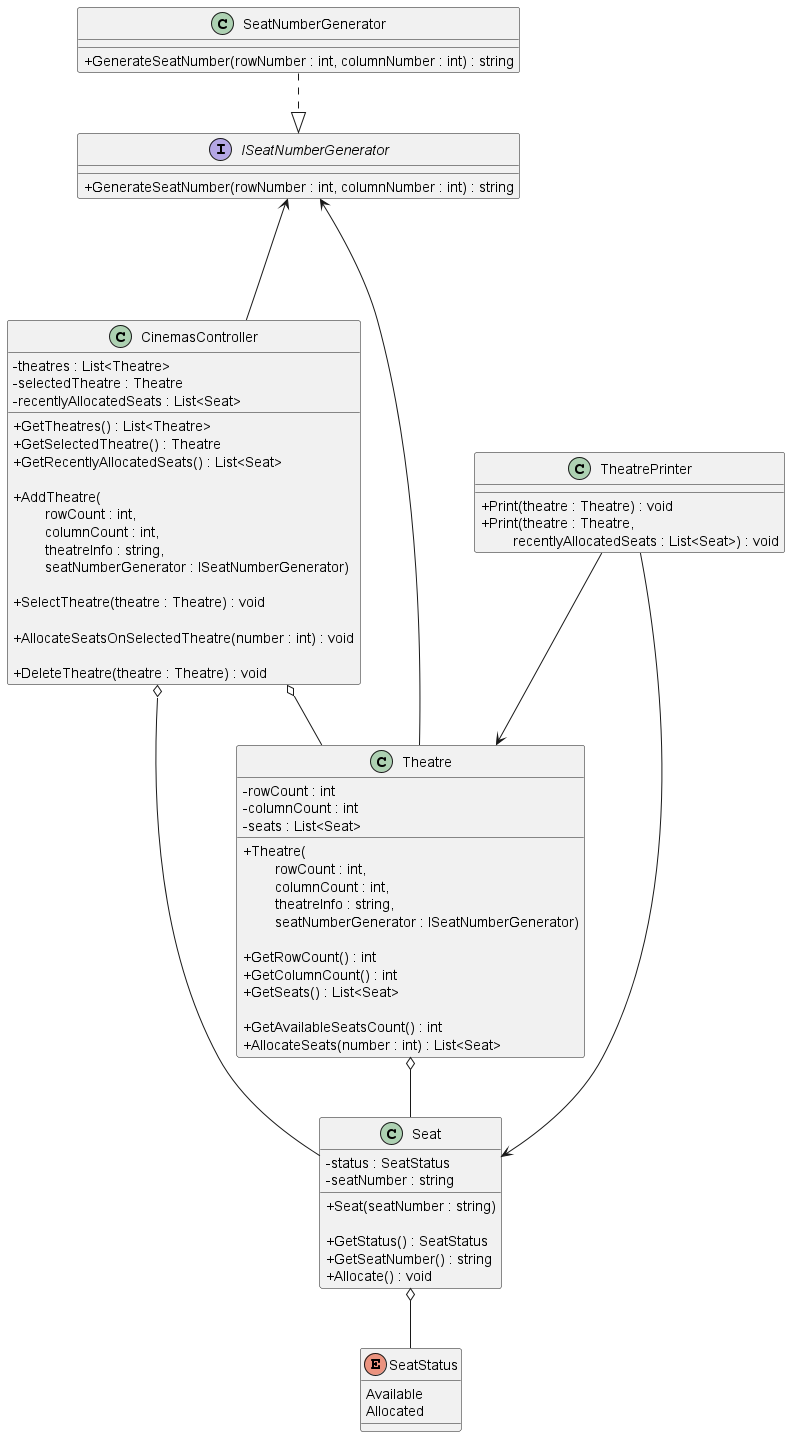 C SeatNumberGenerator
+GenerateSeatNumber(rowNumber : int, columnNumber : int) : string
I ISeatNumberGenerator
+GenerateSeatNumber(rowNumber : int, columnNumber : int) : string
C CinemasController
-theatres : List<Theatre>
-selectedTheatre : Theatre
-recentlyAllocatedSeats : List<Seat>
+GetTheatres() : List<Theatre>
+GetSelectedTheatre() : Theatre
+GetRecentlyAllocatedSeats() : List<Seat>
+AddTheatre(
rowCount : int,
columnCount : int,
theatreInfo : string,
seatNumberGenerator : ISeatNumberGenerator)
+SelectTheatre(theatre : Theatre) : void
+AllocateSeatsOnSelectedTheatre(number : int) : void
+DeleteTheatre(theatre : Theatre) : void
C TheatrePrinter
+Print(theatre : Theatre) : void
+Print(theatre : Theatre,
recentlyAllocatedSeats : List<Seat>) : void
C Theatre
-rowCount : int
-columnCount : int
-seats : List<Seat>
+Theatre(
rowCount : int,
columnCount : int,
theatreInfo : string,
seatNumberGenerator : ISeatNumberGenerator)
+GetRowCount() : int
+GetColumnCount() : int
+GetSeats() : List<Seat>
+GetAvailableSeatsCount() : int
+AllocateSeats(number : int) : List<Seat>
C Seat
-status : SeatStatus
-seatNumber : string
+Seat(seatNumber : string)
+GetStatus() : SeatStatus
+GetSeatNumber() : string
+Allocate() : void
E SeatStatus
Available
Allocated